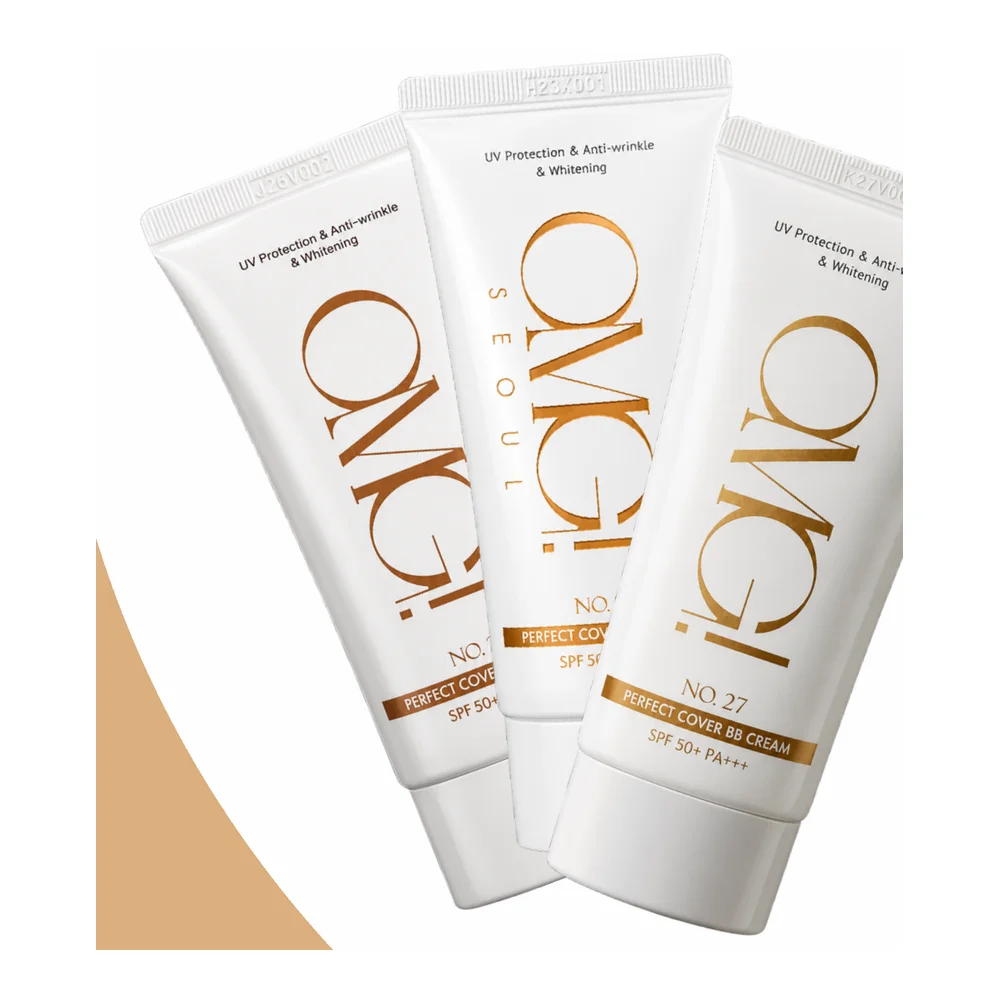 J26V002
UV Protection & Anti-wrinkle
& Whitening
OMG!
NO.
PERFECT COVE
SPF 50+
H23X001
UV Protection & Anti-wrinkle
& Whitening
OMG!
SEOUL
NO.
PERFECT COV
SPF 50
K27V00
UV Protection & Anti-
& Whitening
OMG!
NO. 27
PERFECT COVER BB CREAM
SPF 50+ PA+++